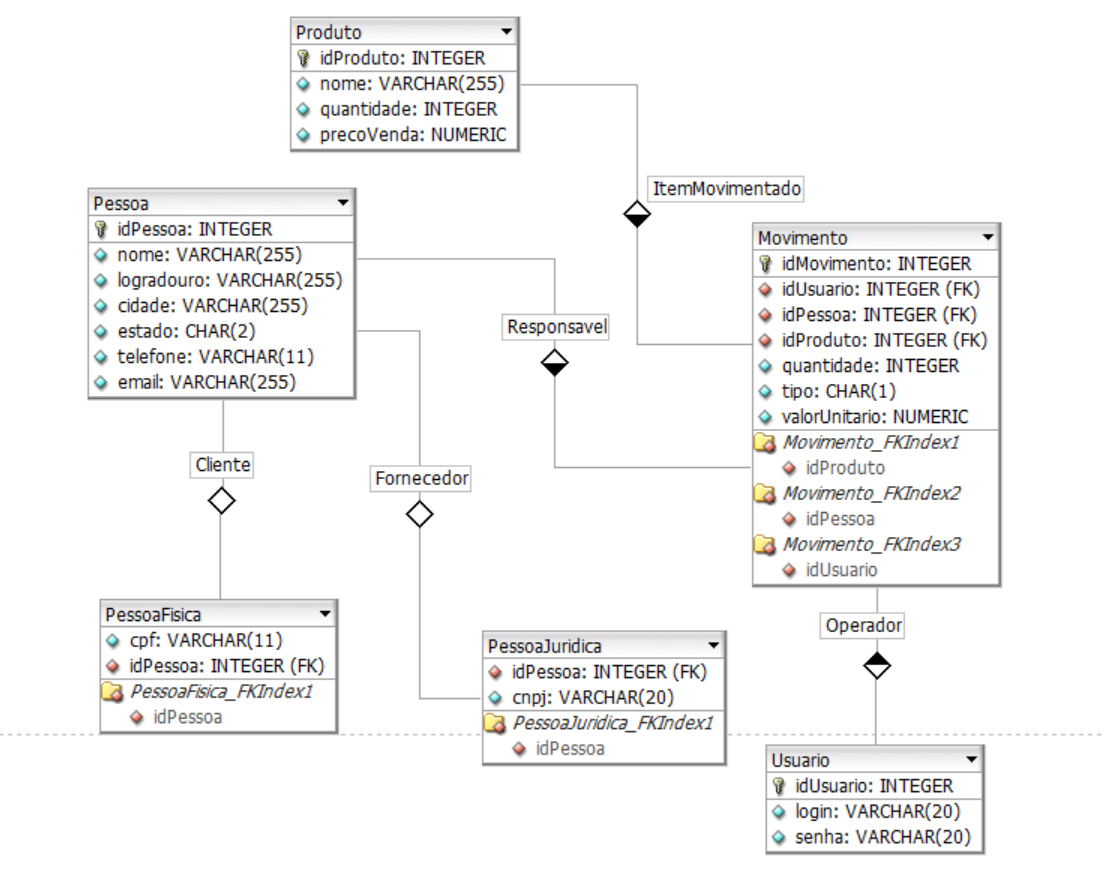 Produto
idProduto: INTEGER
nome: VARCHAR(255)
quantidade: INTEGER
precoVenda: NUMERIC
ItemMovimentado
Pessoa
idPessoa: INTEGER
nome: VARCHAR(255)
logradouro: VARCHAR(255)
cidade: VARCHAR(255)
estado: CHAR(2)
telefone: VARCHAR(11)
email: VARCHAR(255)
Movimento
idMovimento: INTEGER
idUsuario: INTEGER (FK)
idPessoa: INTEGER (FK)
idProduto: INTEGER (FK)
quantidade: INTEGER
tipo: CHAR(1)
valorUnitario: NUMERIC
Movimento_FKIndex1
idProduto
Movimento_FKIndex2
idPessoa
Movimento_FKIndex3
idUsuario
Responsavel
Cliente
Fornecedor
PessoaFisica
cpf: VARCHAR(11)
idPessoa: INTEGER (FK)
PessoaFisica_FKIndex1
idPessoa
PessoaJuridica
idPessoa: INTEGER (FK)
cnpj: VARCHAR(20)
PessoaJuridica_FKIndex1
idPessoa
Operador
Usuario
idUsuario: INTEGER
login: VARCHAR(20)
senha: VARCHAR(20)